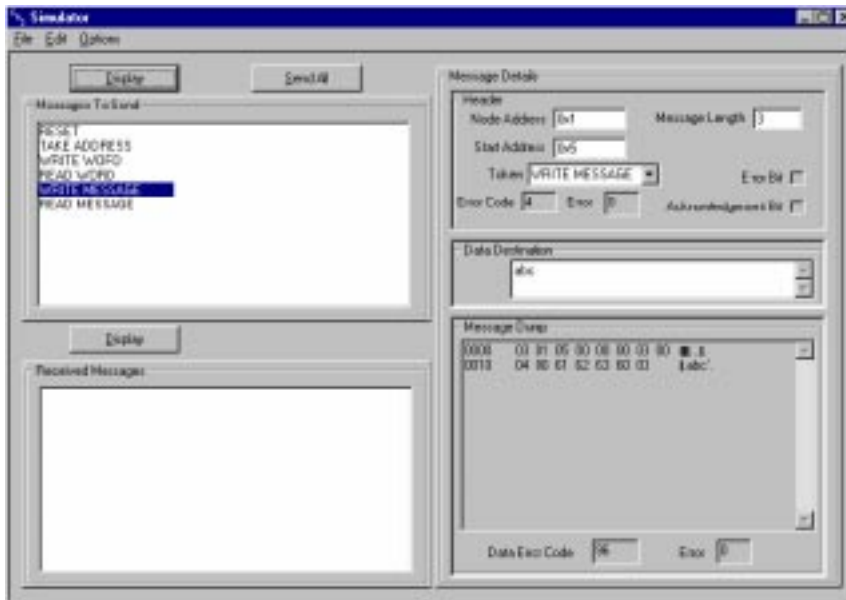 Simulator
File Edit Options
Display Send All
Messages To Send
RESET
TAKE ADDRESS
WRITE WORD
READ WORD
WRITE MESSAGE
READ MESSAGE
Display
Received Messages
Message Details
Header
Node Address 0x1 Message Length 3
Start Address 0x5
Token WRITE MESSAGE Error Bit
Error Code 4 Error 0 Acknowledgement Bit
Data Destination
abc
Message Dump
0000 03 01 05 00 00 00 03 00
0010 04 00 61 62 63 60 03
Data Error Code 96 Error 0